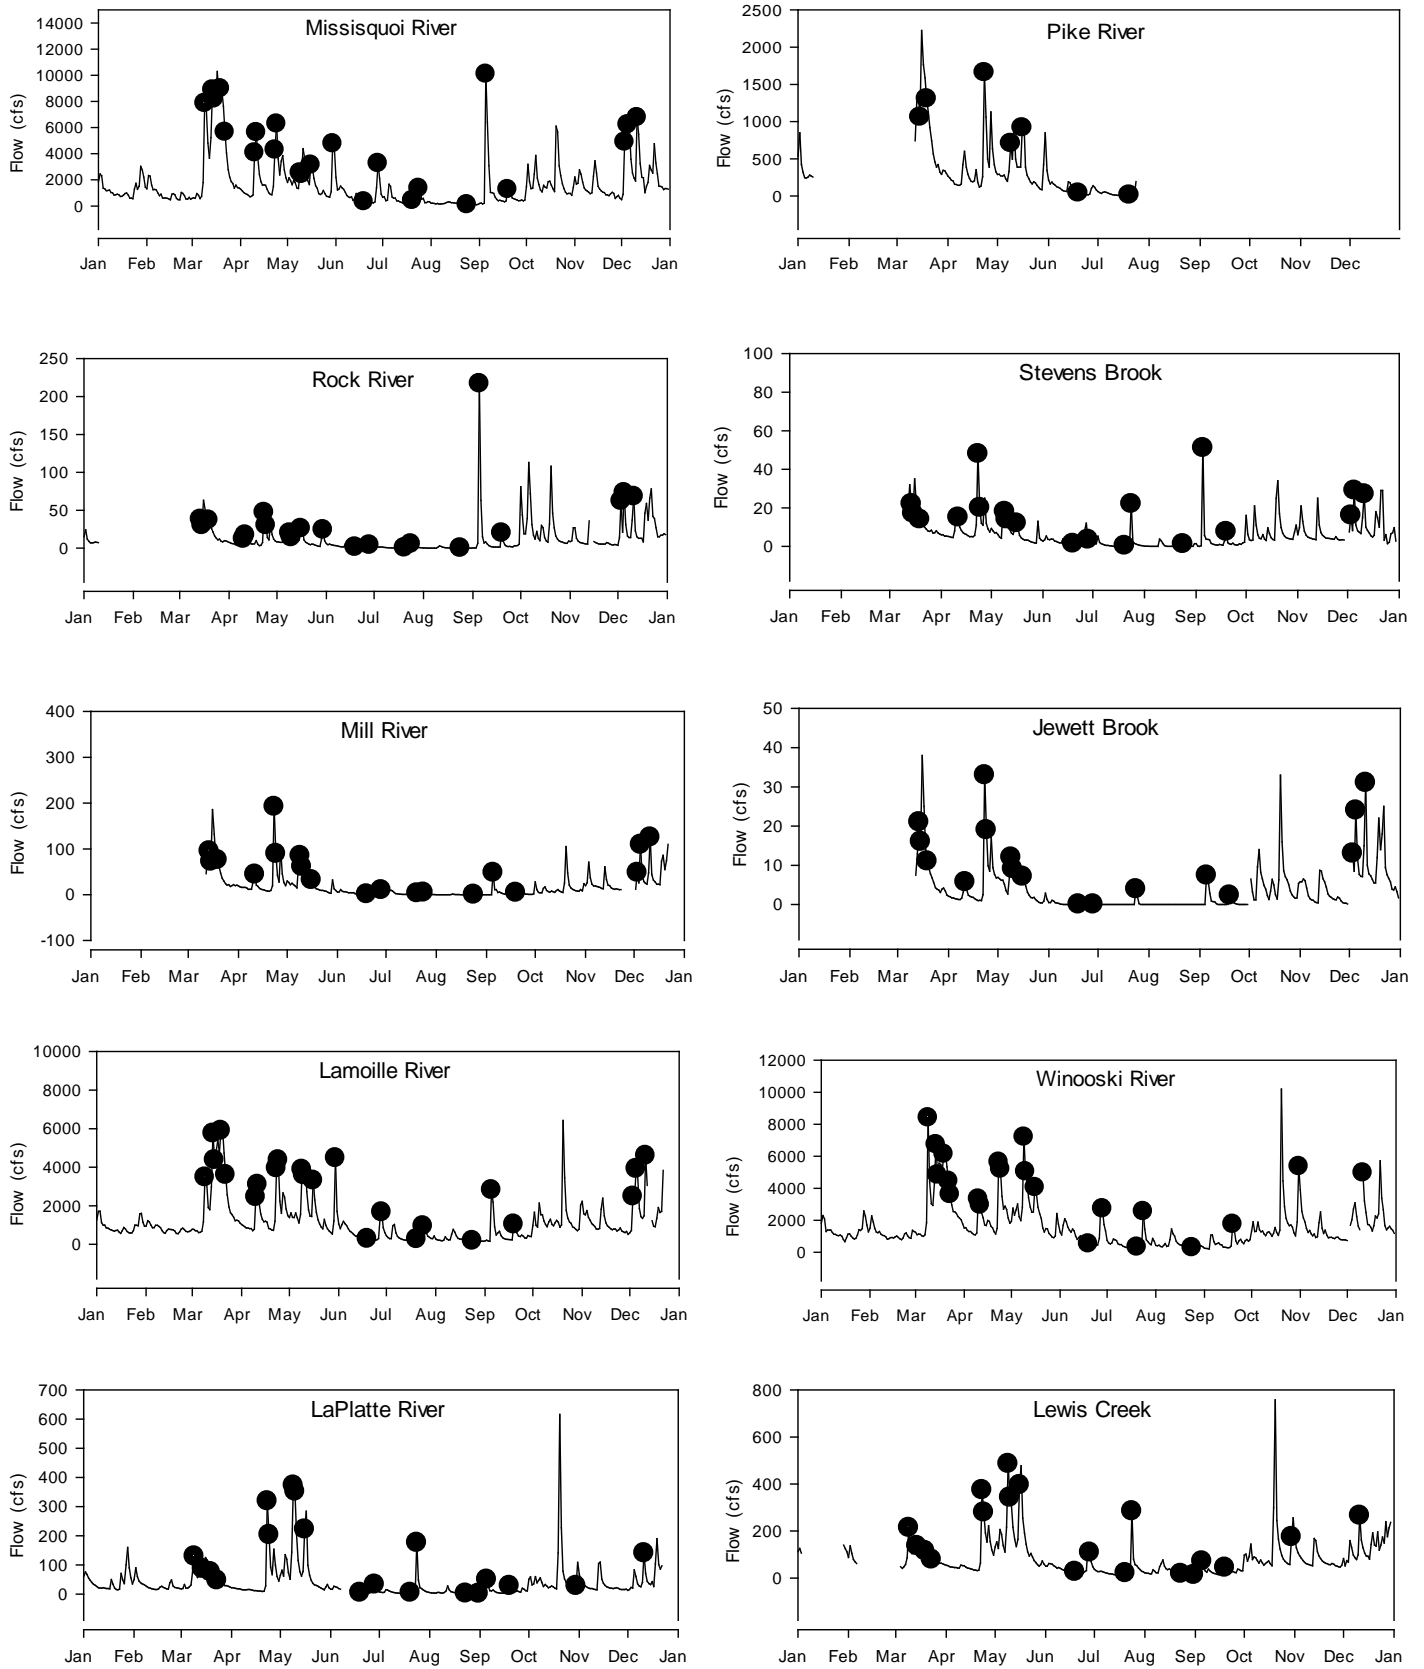 Missisquoi River
Flow (cfs)
14000
12000
10000
8000
6000
4000
2000
0
Jan Feb Mar Apr May Jun Jul Aug Sep Oct Nov Dec Jan
Pike River
Flow (cfs)
2500
2000
1500
1000
500
0
Jan Feb Mar Apr May Jun Jul Aug Sep Oct Nov Dec
Rock River
Flow (cfs)
250
200
150
100
50
0
Jan Feb Mar Apr May Jun Jul Aug Sep Oct Nov Dec Jan
Stevens Brook
Flow (cfs)
100
80
60
40
20
0
Jan Feb Mar Apr May Jun Jul Aug Sep Oct Nov Dec Jan
Mill River
Flow (cfs)
400
300
200
100
0
-100
Jan Feb Mar Apr May Jun Jul Aug Sep Oct Nov Dec Jan
Jewett Brook
Flow (cfs)
50
40
30
20
10
0
Jan Feb Mar Apr May Jun Jul Aug Sep Oct Nov Dec Jan
Lamoille River
Flow (cfs)
10000
8000
6000
4000
2000
0
Jan Feb Mar Apr May Jun Jul Aug Sep Oct Nov Dec Jan
Winooski River
Flow (cfs)
12000
10000
8000
6000
4000
2000
0
Jan Feb Mar Apr May Jun Jul Aug Sep Oct Nov Dec Jan
LaPlatte River
Flow (cfs)
700
600
500
400
300
200
100
0
Jan Feb Mar Apr May Jun Jul Aug Sep Oct Nov Dec Jan
Lewis Creek
Flow (cfs)
800
600
400
200
0
Jan Feb Mar Apr May Jun Jul Aug Sep Oct Nov Dec Jan